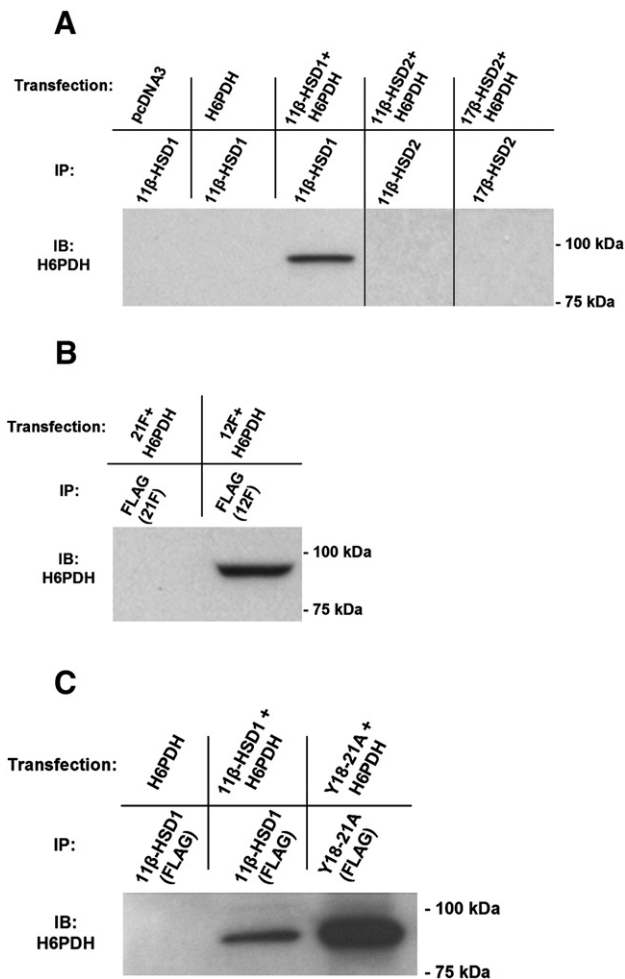 A
Transfection:
pcDNA3
H6PDH
11β-HSD1+
H6PDH
11β-HSD2+
H6PDH
17β-HSD2+
H6PDH
IP:
11β-HSD1
11β-HSD1
11β-HSD1
11β-HSD2
17β-HSD2
IB:
H6PDH
- 100 kDa
- 75 kDa
B
Transfection:
21F+
H6PDH
12F+
H6PDH
IP:
FLAG
(21F)
FLAG
(12F)
IB:
H6PDH
- 100 kDa
- 75 kDa
C
Transfection:
H6PDH
11β-HSD1 +
H6PDH
Y18-21A +
H6PDH
IP:
11β-HSD1
(FLAG)
11β-HSD1
(FLAG)
Y18-21A
(FLAG)
IB:
H6PDH
- 100 kDa
- 75 kDa